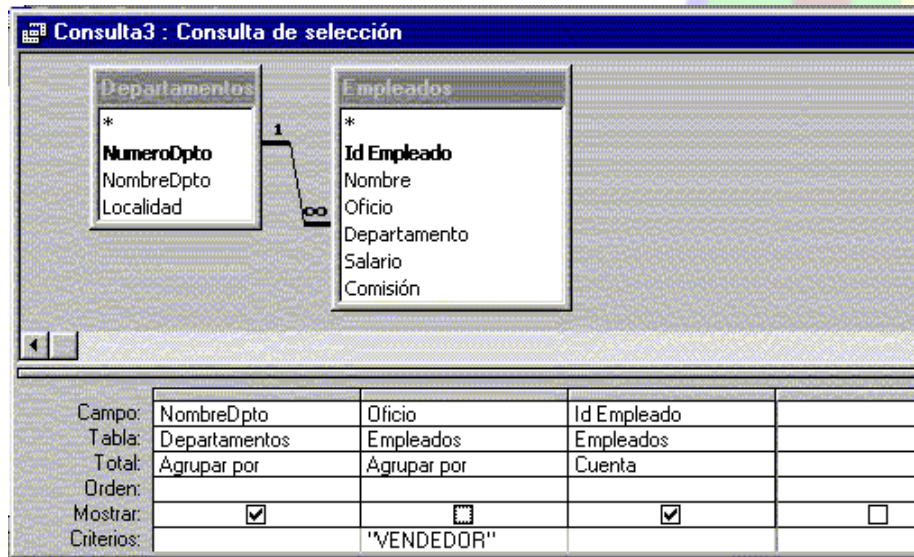 Consulta3 : Consulta de selección
Departamentos
*
NumeroDpto
NombreDpto
Localidad
1
∞
Empleados
*
Id Empleado
Nombre
Oficio
Departamento
Salario
Comisión
Campo: NombreDpto Oficio Id Empleado
Tabla: Departamentos Empleados Empleados
Total: Agrupar por Agrupar por Cuenta
Orden:
Mostrar:
Criterios: "VENDEDOR"